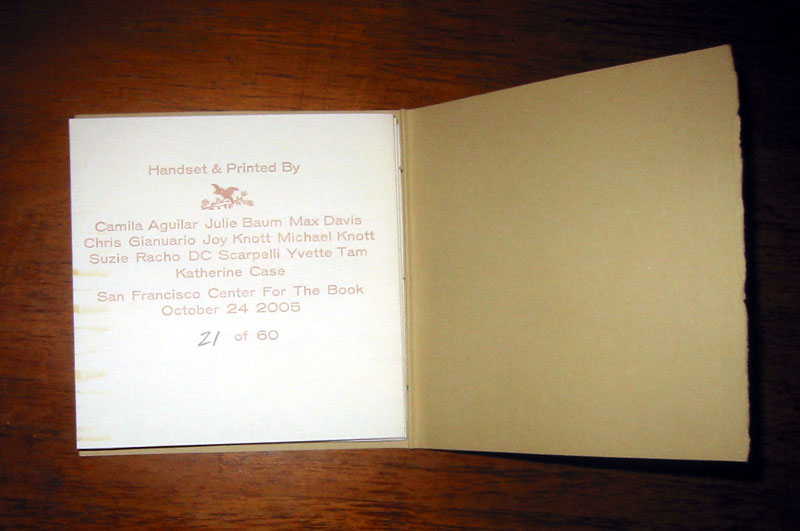 Handset & Printed By
Camila Aguilar Julie Baum Max Davis
Chris Gianuario Joy Knott Michael Knott
Suzie Racho DC Scarpelli Yvette Tam
Katherine Case
San Francisco Center For The Book
October 24 2005
21 of 60